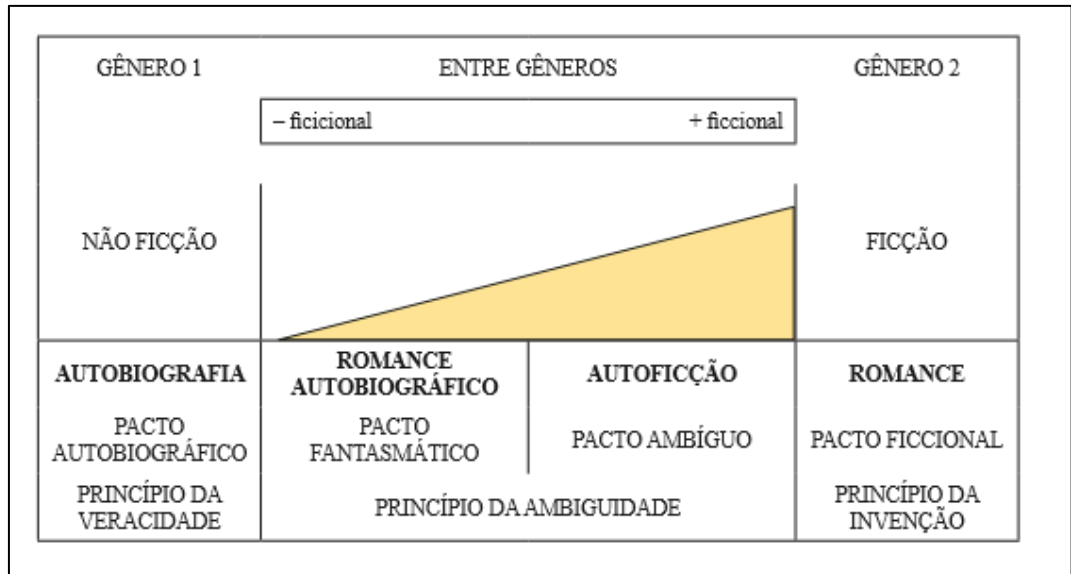 GÊNERO 1
ENTRE GÊNEROS
GÊNERO 2
– ficicional
+ ficcional
NÃO FICÇÃO
FICÇÃO
AUTOBIOGRAFIA
ROMANCE
AUTOBIOGRÁFICO
AUTOFICÇÃO
ROMANCE
PACTO
AUTOBIOGRÁFICO
PACTO
FANTASMÁTICO
PACTO AMBÍGUO
PACTO FICCIONAL
PRINCÍPIO DA
VERACIDADE
PRINCÍPIO DA AMBIGUIDADE
PRINCÍPIO DA
INVENÇÃO